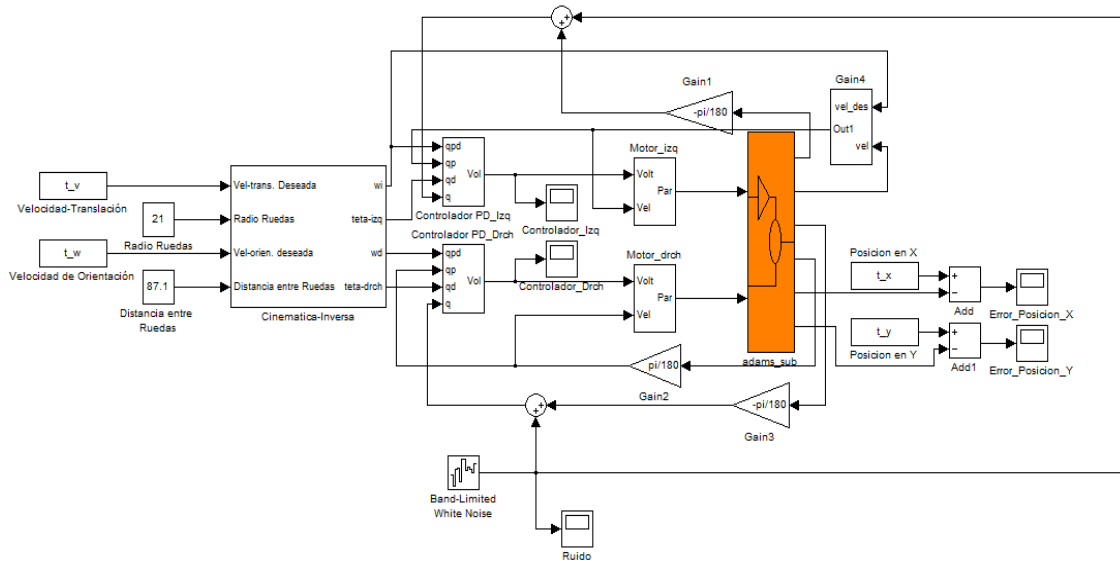 +
+
Gain1
-pi/180
Gain4
vel_des
Out1
vel
t_v
Velocidad-Translación
21
Radio Ruedas
t_w
Velocidad de Orientación
87.1
Distancia entre
Ruedas
Vel-trans. Deseada
wi
Radio Ruedas
teta-izq
Vel-orien. deseada
wd
Distancia entre Ruedas
teta-drch
Cinematica-Inversa
qpd
qp
qd
q
Vol
Controlador PD_Izq
Controlador_Izq
Controlador PD_Drch
qpd
qp
qd
q
Vol
Controlador_Drch
Motor_izq
Volt
Vel
Par
Motor_drch
Volt
Vel
Par
adams_sub
Posicion en X
t_x
+
−
Add
Error_Posicion_X
t_y
Posicion en Y
+
−
Add1
Error_Posicion_Y
pi/180
Gain2
-pi/180
Gain3
+
+
Band-Limited
White Noise
Ruido